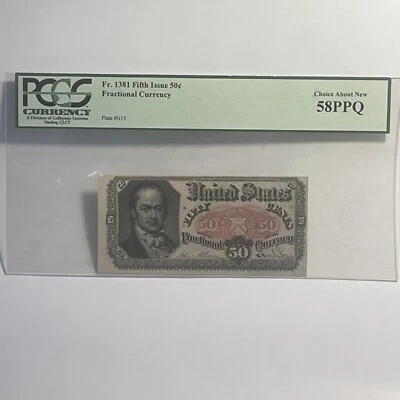 PCGS
CURRENCY
A Division of Collectors Universe
Nasdaq: CLCT
Fr. 1381 Fifth Issue 50¢
Fractional Currency
Plate #N13
Choice About New
58PPQ
United States
FIFTY CENTS
50 50
Fractional Currency
50